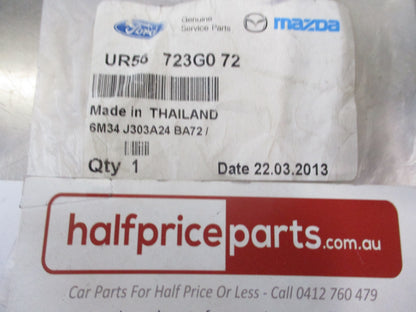 Ford
Genuine
Service Parts
mazda
UR56 723G0 72
Made in THAILAND
6M34 J303A24 BA72 /
Qty 1
Date 22.03.2013
halfpriceparts.com.au
Car Parts For Half Price Or Less - Call 0412 760 479